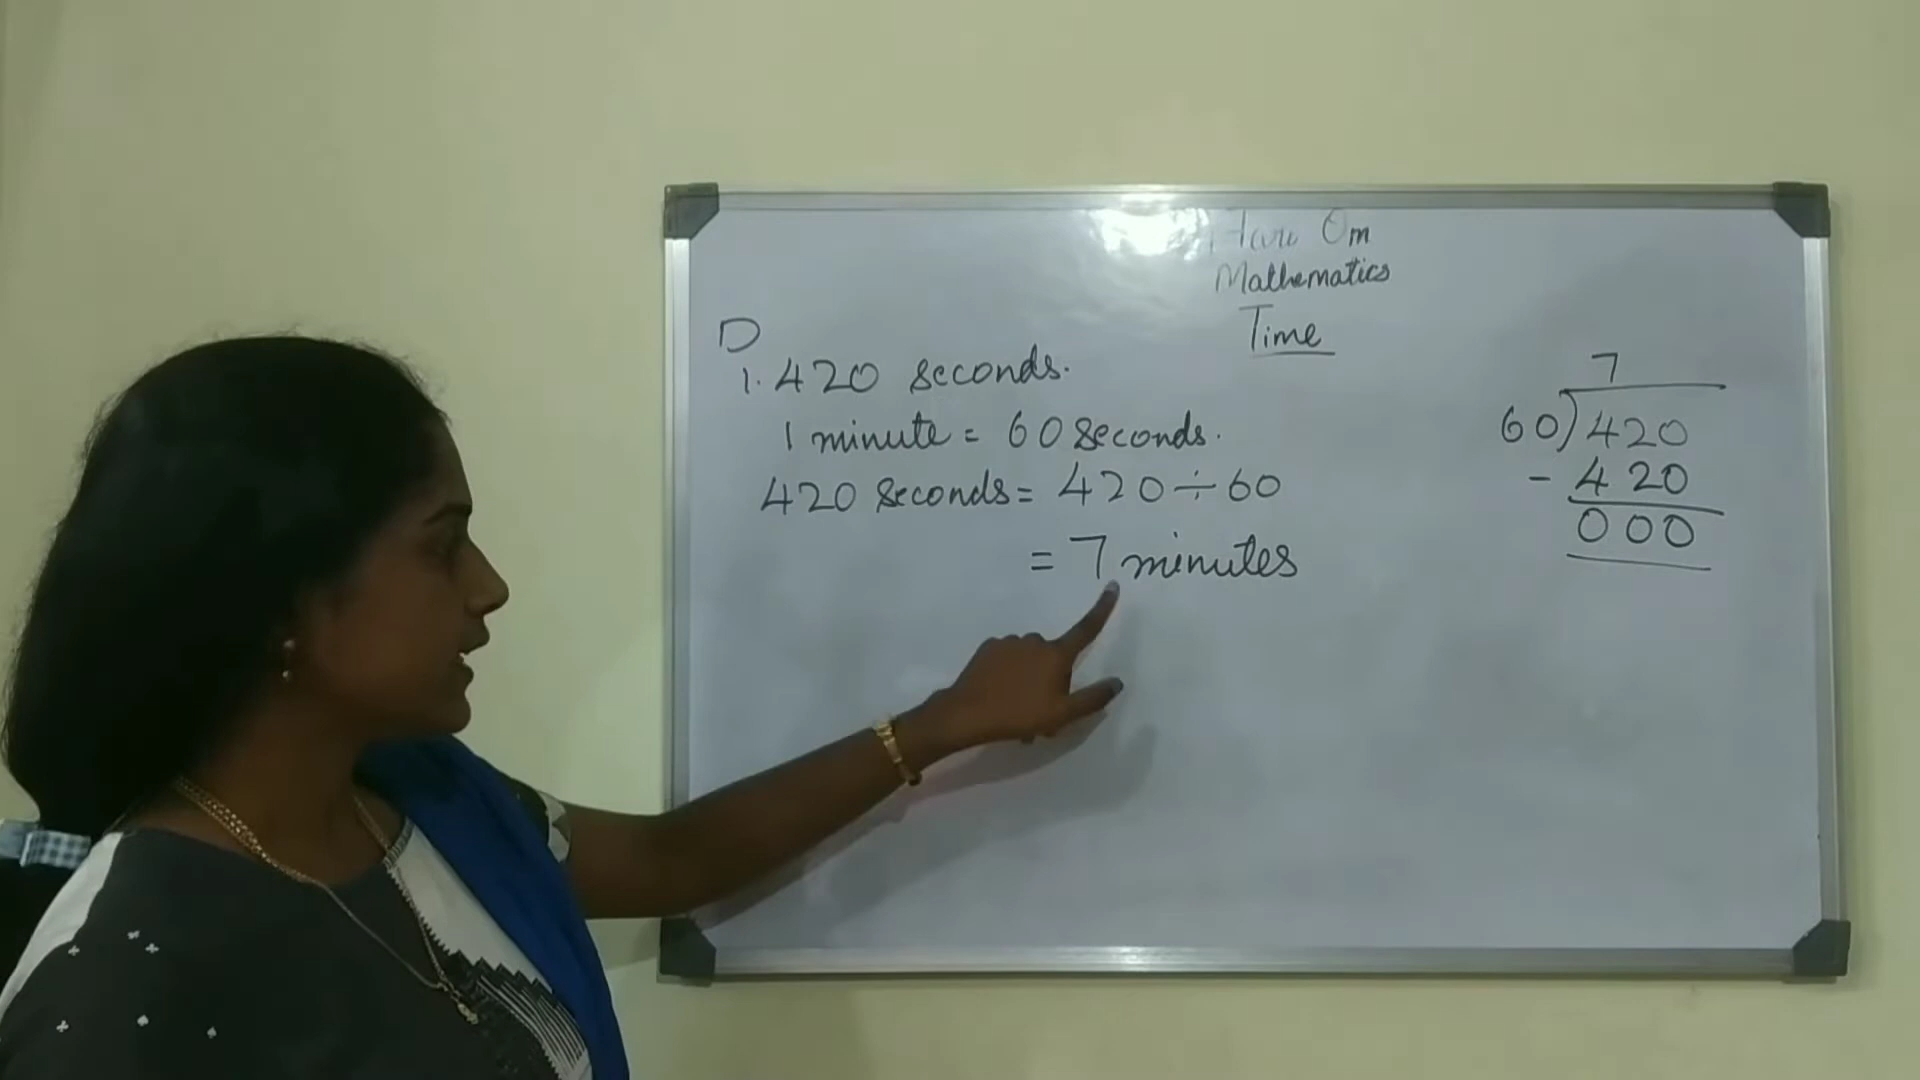 Hari Om
Mathematics
Time
D
1. 420 seconds.
1 minute = 60 seconds.
420 seconds = 420 ÷ 60
= 7 minutes
7
60)420
- 420
000